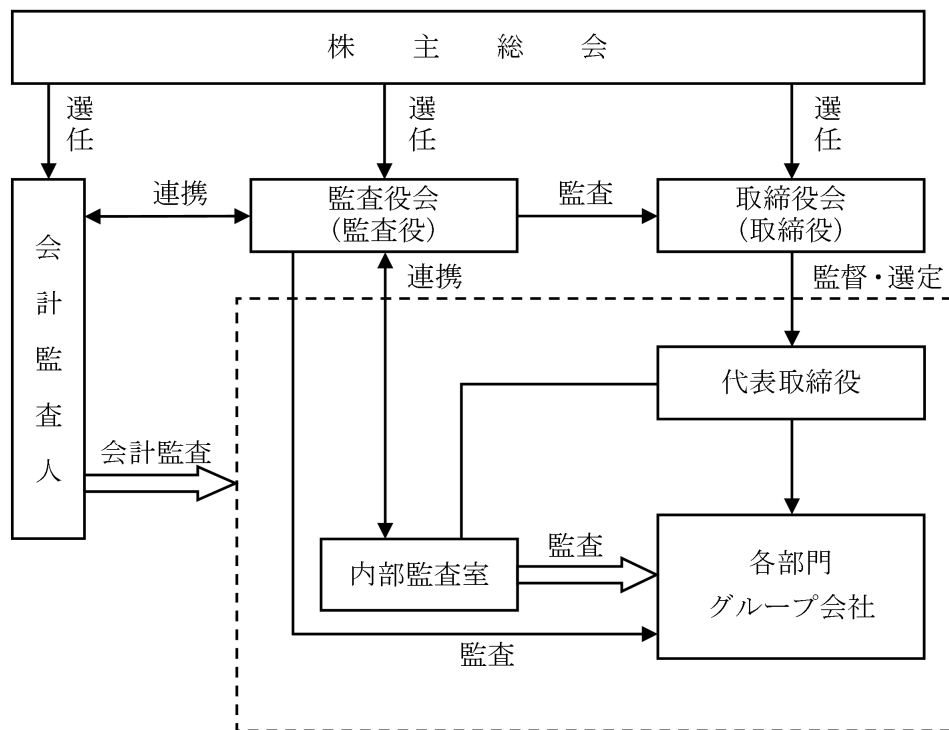 株主総会
選任
選任
選任
会計監査人
連携
監査役会
(監査役)
監査
取締役会
(取締役)
連携
監督・選定
代表取締役
会計監査
内部監査室
監査
各部門
グループ会社
監査